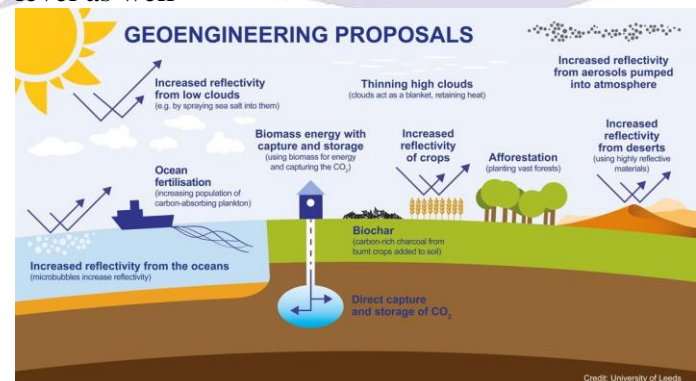 level as well
GEOENGINEERING PROPOSALS
Increased reflectivity
from low clouds
(e.g. by spraying sea salt into them)
Thinning high clouds
(clouds act as a blanket, retaining heat)
Increased reflectivity
from aerosols pumped
into atmosphere
Biomass energy with
capture and storage
(using biomass for energy
and capturing the CO₂)
Increased
reflectivity
of crops
Afforestation
(planting vast forests)
Increased
reflectivity
from deserts
(using highly reflective
materials)
Ocean
fertilisation
(increasing population of
carbon-absorbing plankton)
Biochar
(carbon-rich charcoal from
burnt crops added to soil)
Increased reflectivity from the oceans
(microbubbles increase reflectivity)
Direct capture
and storage of CO₂
Credit: University of Leeds